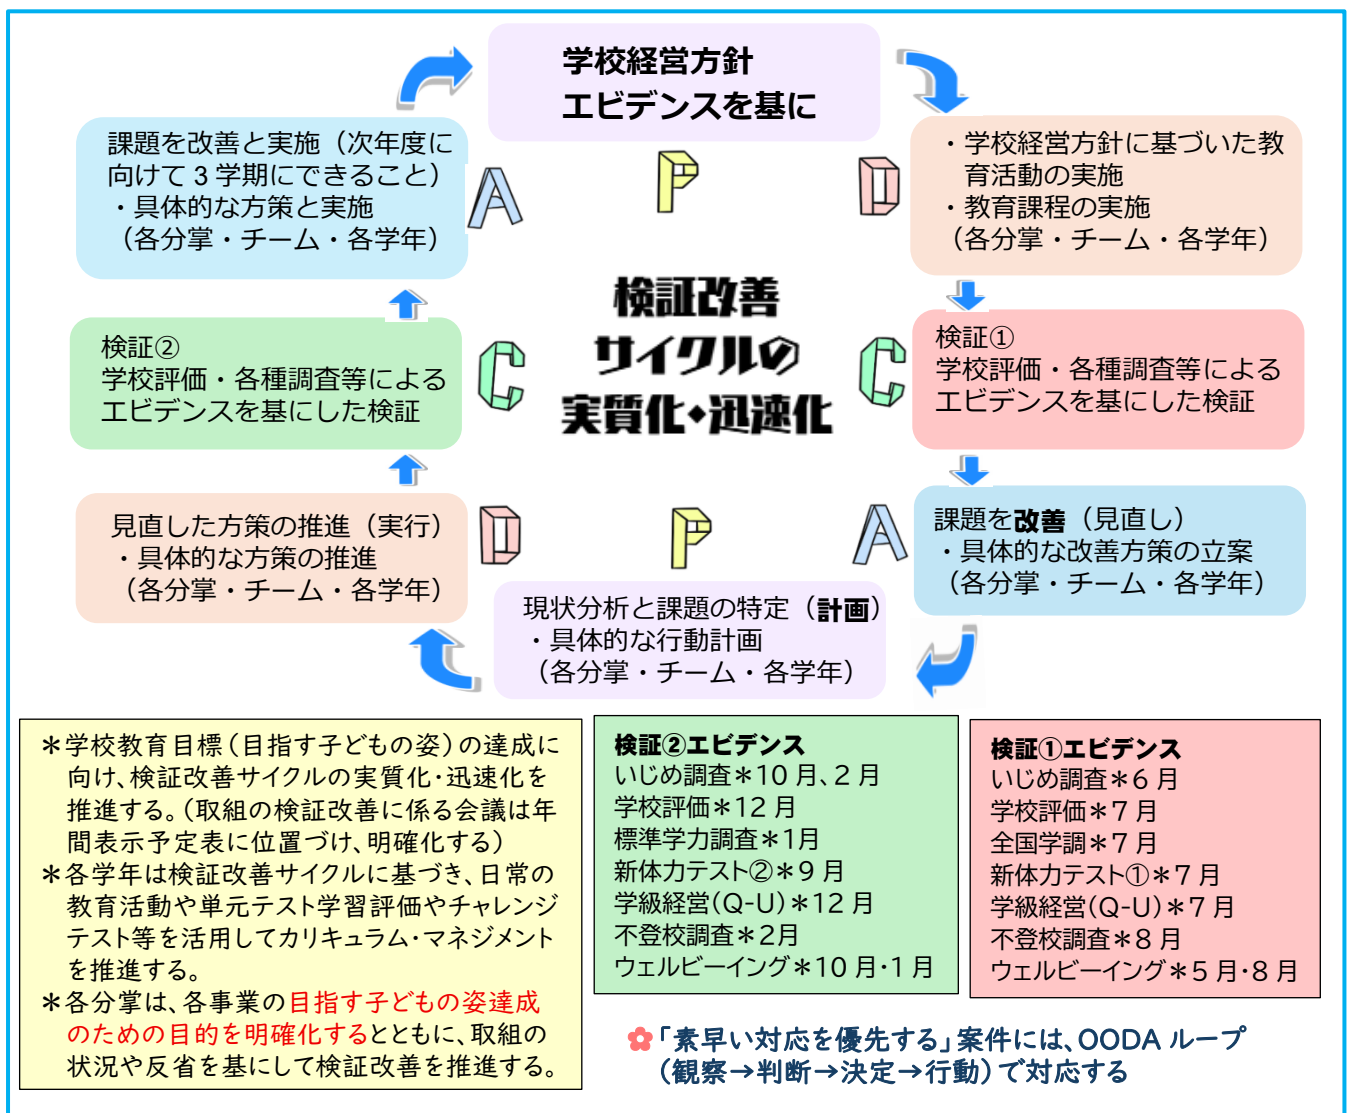 学校経営方針
エビデンスを基に
課題を改善と実施（次年度に
向けて３学期にできること）
・具体的な方策と実施
（各分掌・チーム・各学年）
A
P
D
・学校経営方針に基づいた教
育活動の実施
・教育課程の実施
（各分掌・チーム・各学年）
検証②
学校評価・各種調査等による
エビデンスを基にした検証
C
検証改善
サイクルの
実質化・迅速化
C
検証①
学校評価・各種調査等による
エビデンスを基にした検証
見直した方策の推進（実行）
・具体的な方策の推進
（各分掌・チーム・各学年）
D
P
A
課題を改善（見直し）
・具体的な改善方策の立案
（各分掌・チーム・各学年）
現状分析と課題の特定（計画）
・具体的な行動計画
（各分掌・チーム・各学年）
＊学校教育目標（目指す子どもの姿）の達成に
向け、検証改善サイクルの実質化・迅速化を
推進する。（取組の検証改善に係る会議は年
間表示予定表に位置づけ、明確化する）
＊各学年は検証改善サイクルに基づき、日常の
教育活動や単元テスト学習評価やチャレンジ
テスト等を活用してカリキュラム・マネジメント
を推進する。
＊各分掌は、各事業の目指す子どもの姿達成
のための目的を明確化するとともに、取組の
状況や反省を基にして検証改善を推進する。
検証②エビデンス
いじめ調査＊10月、2月
学校評価＊12月
標準学力調査＊1月
新体力テスト②＊9月
学級経営(Q-U)＊12月
不登校調査＊2月
ウェルビーイング＊10月・1月
検証①エビデンス
いじめ調査＊6月
学校評価＊7月
全国学調＊7月
新体力テスト①＊7月
学級経営(Q-U)＊7月
不登校調査＊8月
ウェルビーイング＊5月・8月
「素早い対応を優先する」案件には、OODAループ
（観察→判断→決定→行動）で対応する